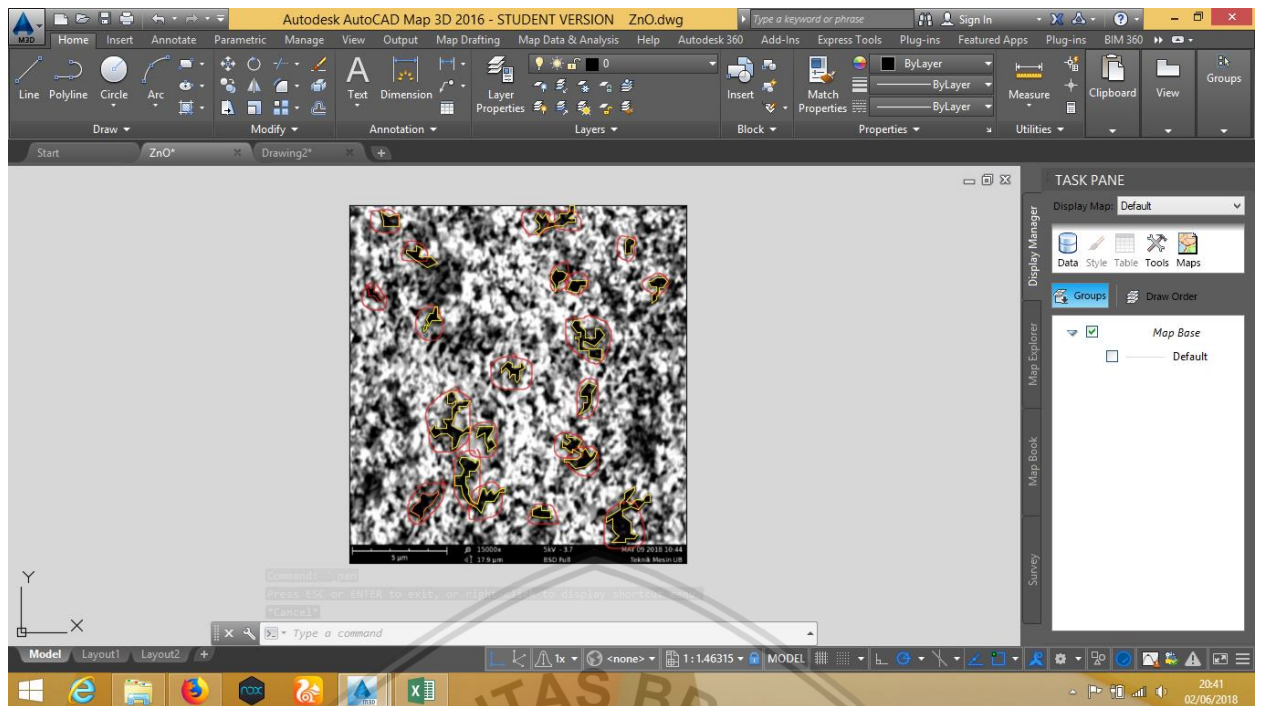 Autodesk AutoCAD Map 3D 2016 - STUDENT VERSION ZnO.dwg
Type a keyword or phrase
Sign In
M3D
Home Insert Annotate Parametric Manage View Output Map Drafting Map Data & Analysis Help Autodesk 360 Add-Ins Express Tools Plug-ins Featured Apps Plug-ins BIM 360
Line Polyline Circle Arc
Text Dimension
Layer Properties
0
Insert
Match Properties
ByLayer
ByLayer
ByLayer
Measure
Clipboard
View
Groups
Draw Modify Annotation Layers Block Properties Utilities
Start ZnO* Drawing2*
TASK PANE
Display Map: Default
Data Style Table Tools Maps
Groups Draw Order
Map Base
Default
Display Manager
Map Explorer
Map Book
Survey
5 µm
15000x 5kV - 3.7 MAY 09 2018 10:44
17.9 µm BSD Full Teknik Mesin UB
Y
X
Press ESC or ENTER to exit, or right-click to display shortcut menu.
*Cancel*
Type a command
Model Layout1 Layout2 +
1x <none> 1:1.46315 MODEL
ITAS BR
nox
M3D
20:41
02/06/2018